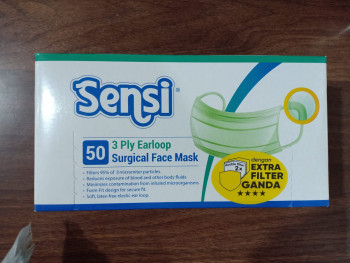 Sensi®
50
3 Ply Earloop
Surgical Face Mask
• Filters 95% of 3 micrometer particles
• Reduces exposure of blood and other body fluids
• Minimizes contamination from inhaled microorganisms
• Form-Fit design for secure fit
• Soft, latex-free elastic ear loop
2x
dengan
EXTRA
FILTER
GANDA
★★★★